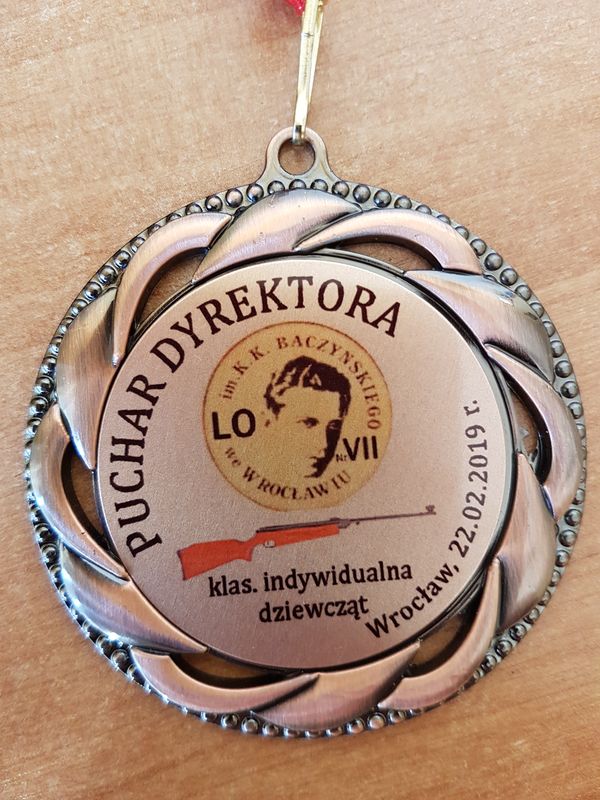 PUCHAR DYREKTORA
im. K. K. BACZYŃSKIEGO
LO Nr VII
we WROCŁAWIU
klas. indywidualna
dziewcząt
Wrocław, 22.02.2019 r.